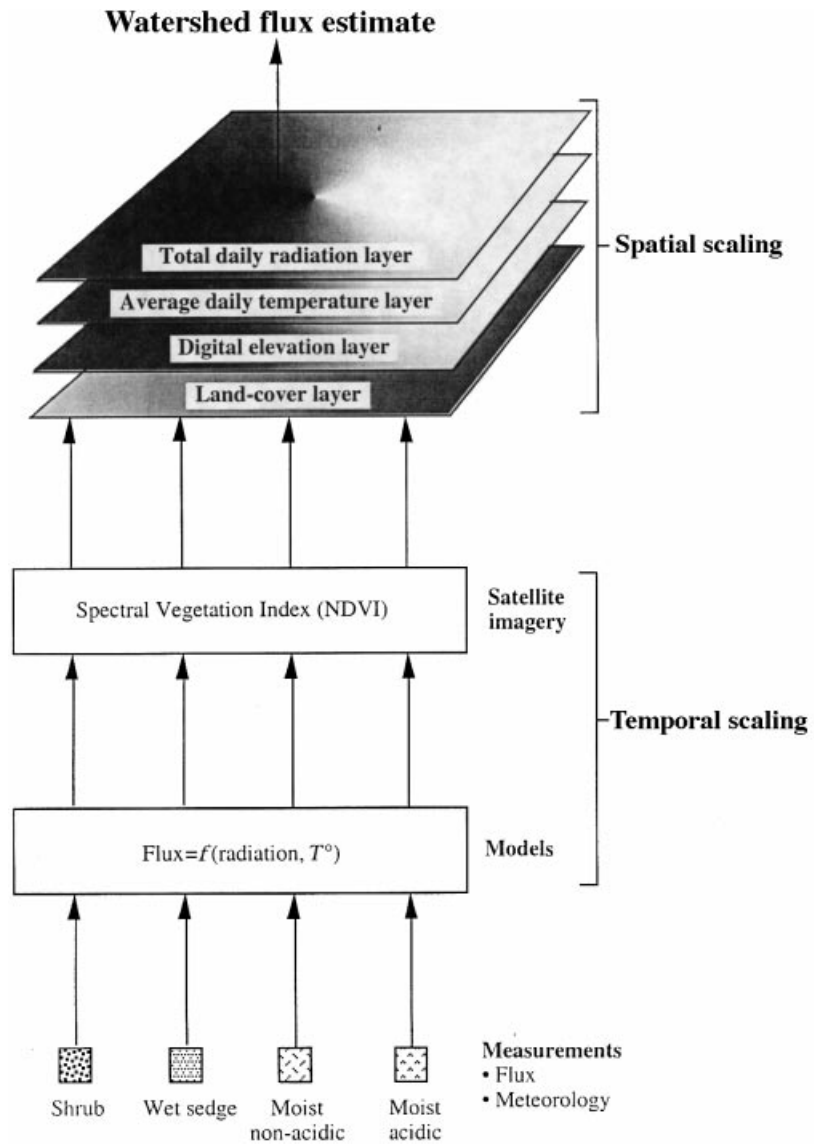 Watershed flux estimate
Total daily radiation layer
Average daily temperature layer
Digital elevation layer
Land-cover layer
Spatial scaling
Spectral Vegetation Index (NDVI)
Satellite
imagery
Temporal scaling
Flux=f(radiation, T°)
Models
Measurements
• Flux
• Meteorology
Shrub
Wet sedge
Moist
non-acidic
Moist
acidic